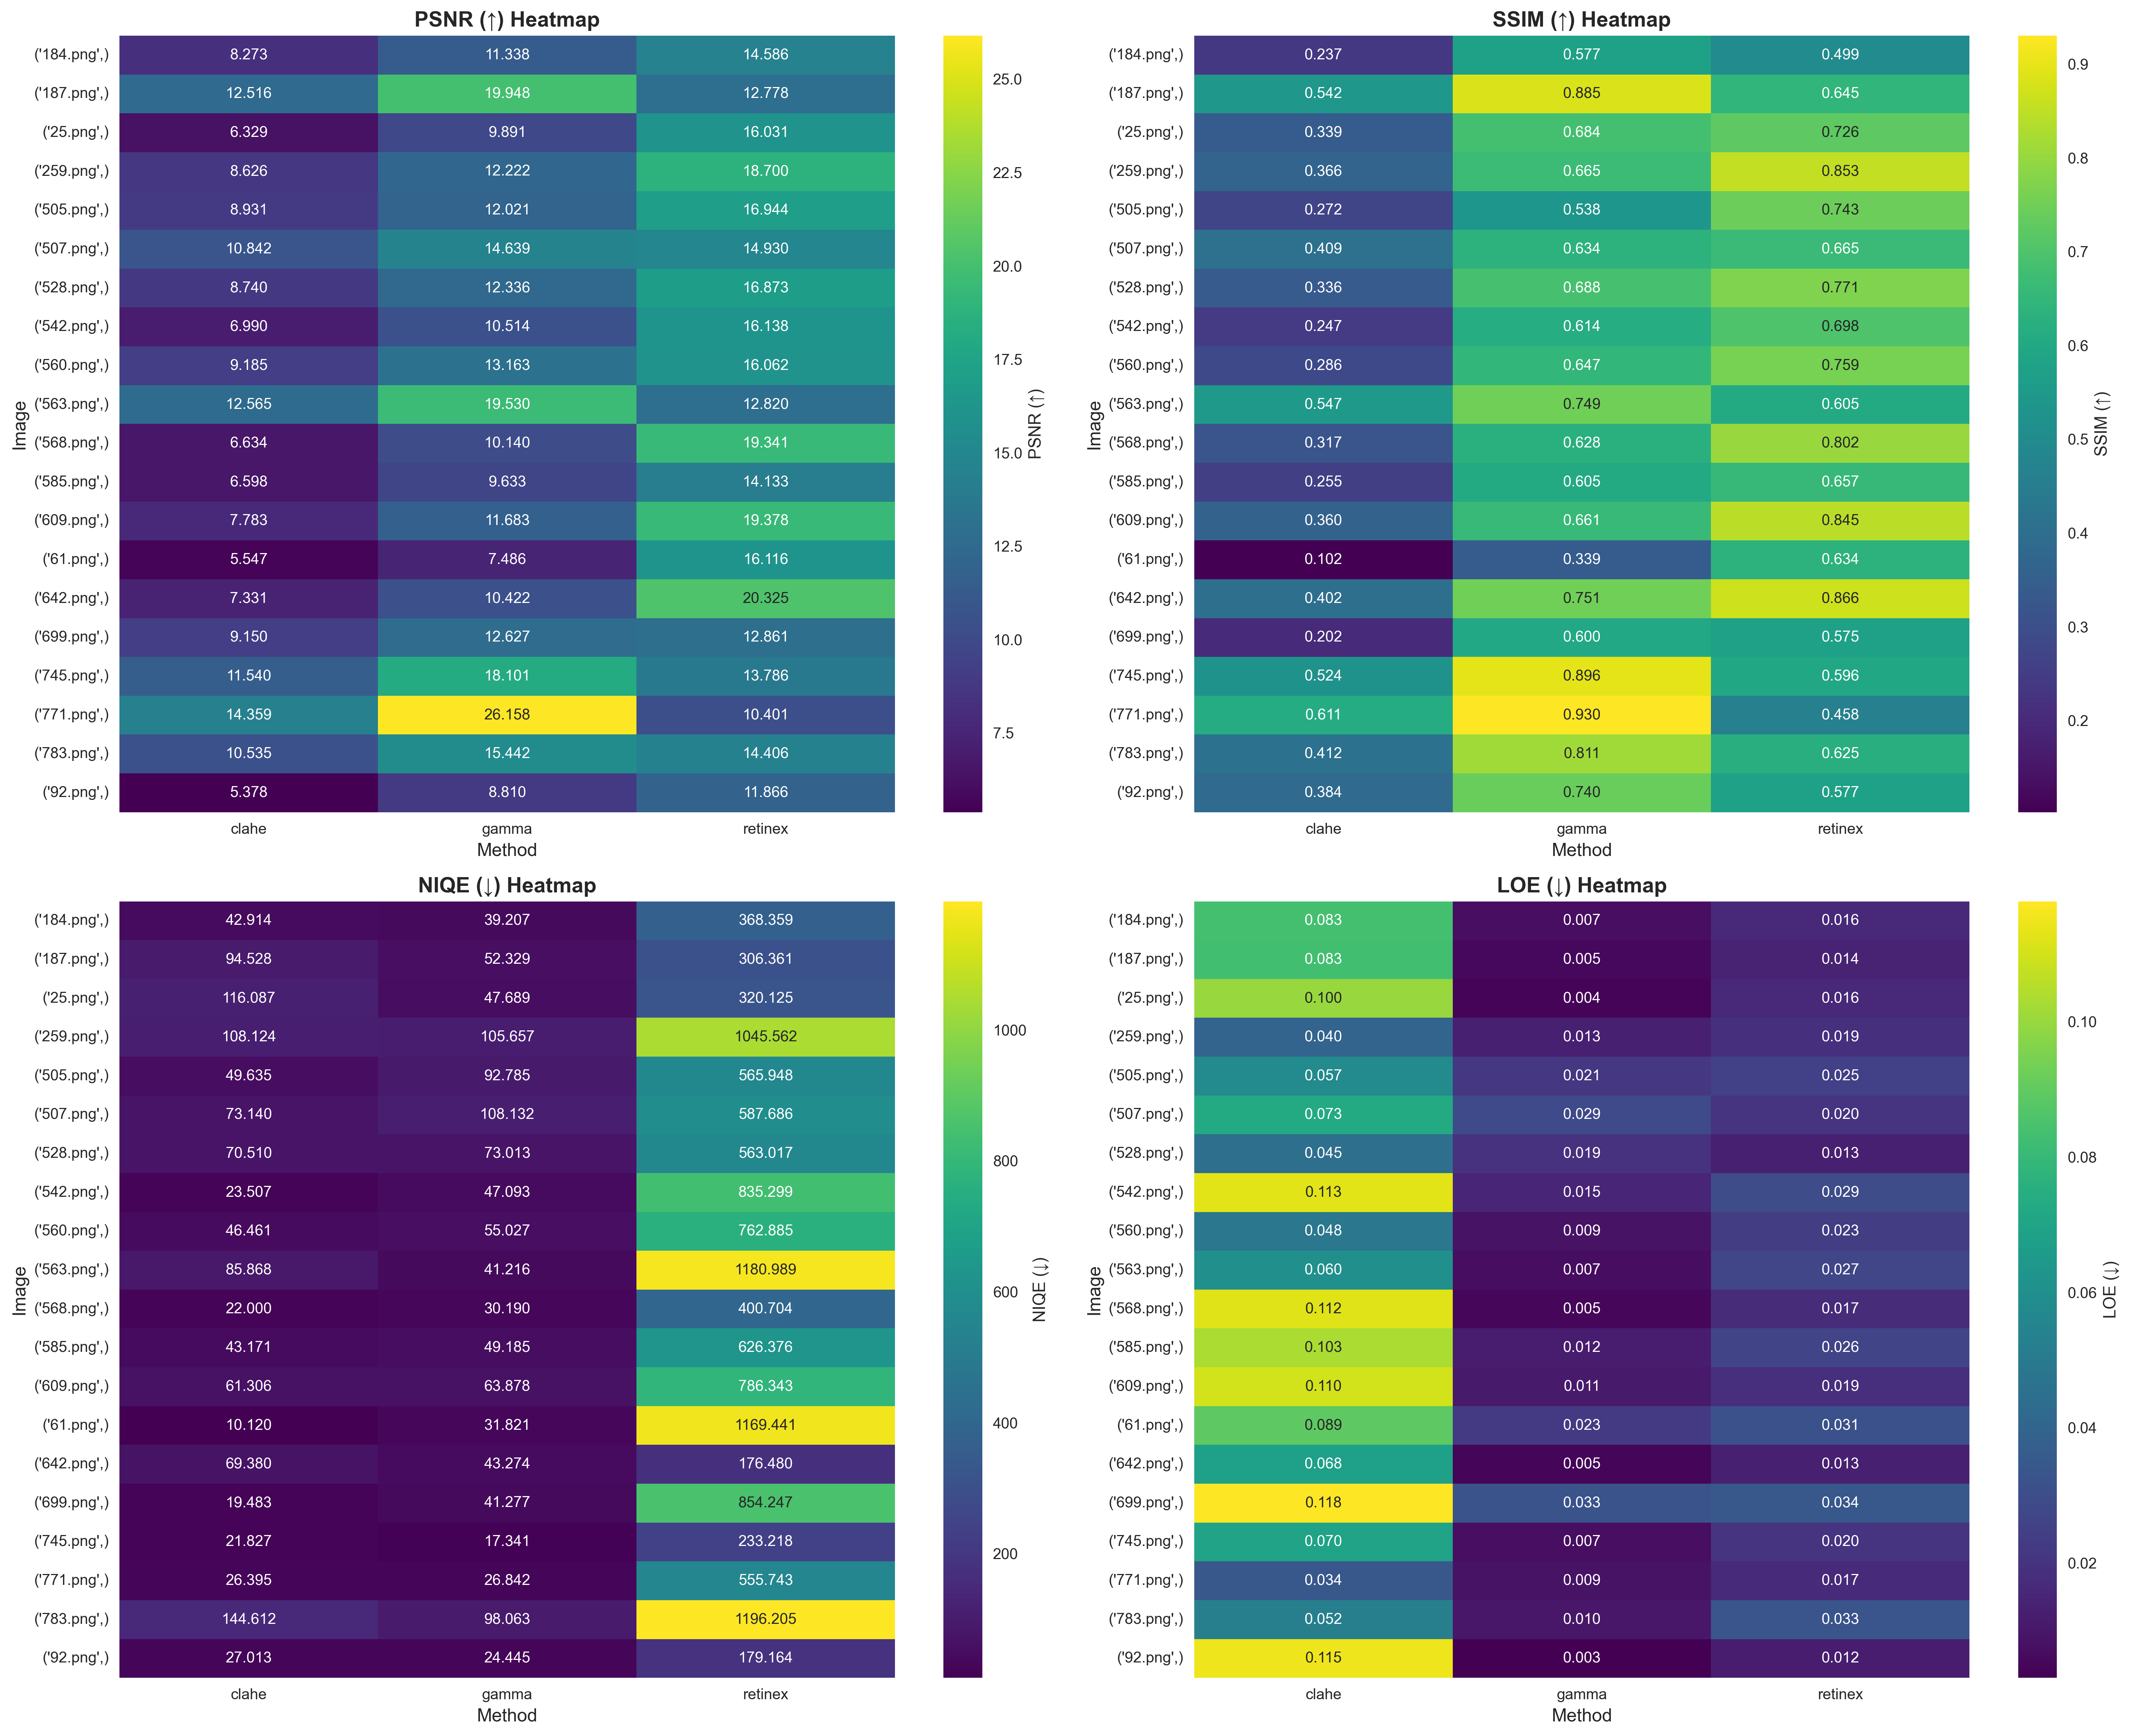 PSNR (↑) Heatmap
('184.png',) 8.273 11.338 14.586
('187.png',) 12.516 19.948 12.778
('25.png',) 6.329 9.891 16.031
('259.png',) 8.626 12.222 18.700
('505.png',) 8.931 12.021 16.944
('507.png',) 10.842 14.639 14.930
('528.png',) 8.740 12.336 16.873
('542.png',) 6.990 10.514 16.138
('560.png',) 9.185 13.163 16.062
('563.png',) 12.565 19.530 12.820
('568.png',) 6.634 10.140 19.341
('585.png',) 6.598 9.633 14.133
('609.png',) 7.783 11.683 19.378
('61.png',) 5.547 7.486 16.116
('642.png',) 7.331 10.422 20.325
('699.png',) 9.150 12.627 12.861
('745.png',) 11.540 18.101 13.786
('771.png',) 14.359 26.158 10.401
('783.png',) 10.535 15.442 14.406
('92.png',) 5.378 8.810 11.866
clahe gamma retinex
Method
Image
25.0
22.5
20.0
17.5
15.0
12.5
10.0
7.5
PSNR (↑)
SSIM (↑) Heatmap
('184.png',) 0.237 0.577 0.499
('187.png',) 0.542 0.885 0.645
('25.png',) 0.339 0.684 0.726
('259.png',) 0.366 0.665 0.853
('505.png',) 0.272 0.538 0.743
('507.png',) 0.409 0.634 0.665
('528.png',) 0.336 0.688 0.771
('542.png',) 0.247 0.614 0.698
('560.png',) 0.286 0.647 0.759
('563.png',) 0.547 0.749 0.605
('568.png',) 0.317 0.628 0.802
('585.png',) 0.255 0.605 0.657
('609.png',) 0.360 0.661 0.845
('61.png',) 0.102 0.339 0.634
('642.png',) 0.402 0.751 0.866
('699.png',) 0.202 0.600 0.575
('745.png',) 0.524 0.896 0.596
('771.png',) 0.611 0.930 0.458
('783.png',) 0.412 0.811 0.625
('92.png',) 0.384 0.740 0.577
clahe gamma retinex
Method
Image
0.9
0.8
0.7
0.6
0.5
0.4
0.3
0.2
SSIM (↑)
NIQE (↓) Heatmap
('184.png',) 42.914 39.207 368.359
('187.png',) 94.528 52.329 306.361
('25.png',) 116.087 47.689 320.125
('259.png',) 108.124 105.657 1045.562
('505.png',) 49.635 92.785 565.948
('507.png',) 73.140 108.132 587.686
('528.png',) 70.510 73.013 563.017
('542.png',) 23.507 47.093 835.299
('560.png',) 46.461 55.027 762.885
('563.png',) 85.868 41.216 1180.989
('568.png',) 22.000 30.190 400.704
('585.png',) 43.171 49.185 626.376
('609.png',) 61.306 63.878 786.343
('61.png',) 10.120 31.821 1169.441
('642.png',) 69.380 43.274 176.480
('699.png',) 19.483 41.277 854.247
('745.png',) 21.827 17.341 233.218
('771.png',) 26.395 26.842 555.743
('783.png',) 144.612 98.063 1196.205
('92.png',) 27.013 24.445 179.164
clahe gamma retinex
Method
Image
1000
800
600
400
200
NIQE (↓)
LOE (↓) Heatmap
('184.png',) 0.083 0.007 0.016
('187.png',) 0.083 0.005 0.014
('25.png',) 0.100 0.004 0.016
('259.png',) 0.040 0.013 0.019
('505.png',) 0.057 0.021 0.025
('507.png',) 0.073 0.029 0.020
('528.png',) 0.045 0.019 0.013
('542.png',) 0.113 0.015 0.029
('560.png',) 0.048 0.009 0.023
('563.png',) 0.060 0.007 0.027
('568.png',) 0.112 0.005 0.017
('585.png',) 0.103 0.012 0.026
('609.png',) 0.110 0.011 0.019
('61.png',) 0.089 0.023 0.031
('642.png',) 0.068 0.005 0.013
('699.png',) 0.118 0.033 0.034
('745.png',) 0.070 0.007 0.020
('771.png',) 0.034 0.009 0.017
('783.png',) 0.052 0.010 0.033
('92.png',) 0.115 0.003 0.012
clahe gamma retinex
Method
Image
0.10
0.08
0.06
0.04
0.02
LOE (↓)